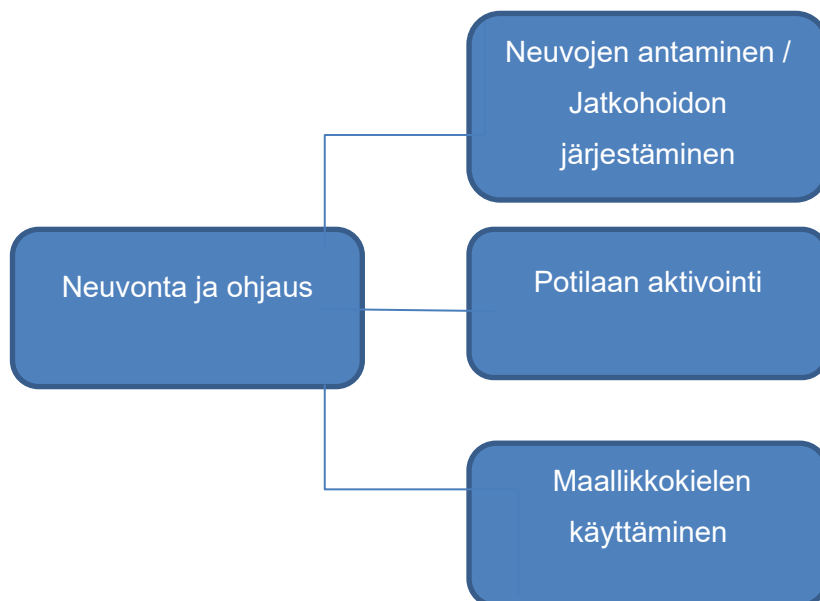 Neuvojen antaminen /
Jatkohoidon
järjestäminen
Neuvonta ja ohjaus
Potilaan aktivointi
Maallikkokielen
käyttäminen